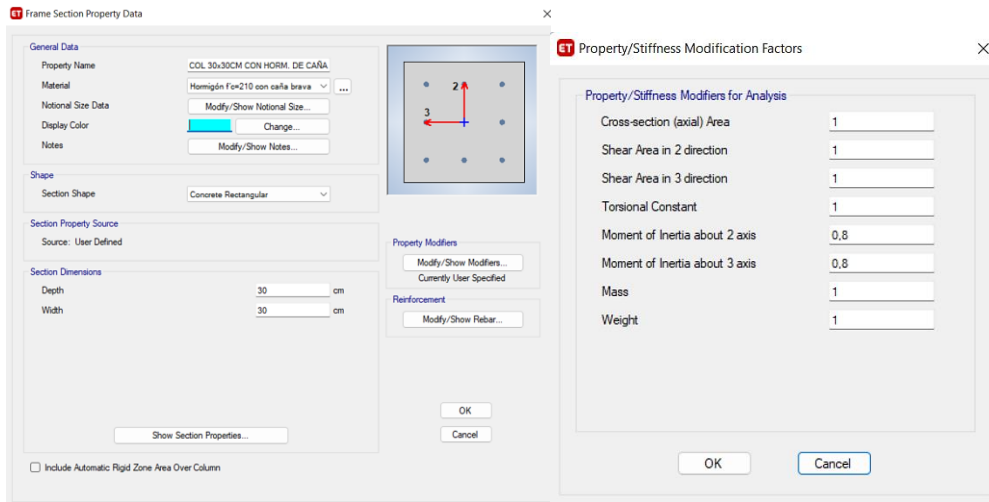 ET Frame Section Property Data
General Data
Property Name COL 30x30CM CON HORM. DE CAÑA
Material Hormigón f'c=210 con caña brava ...
Notional Size Data Modify/Show Notional Size...
Display Color Change...
Notes Modify/Show Notes...
Shape
Section Shape Concrete Rectangular
Section Property Source
Source: User Defined
Section Dimensions
Depth 30 cm
Width 30 cm
Show Section Properties...
Include Automatic Rigid Zone Area Over Column
2
3
Property Modifiers
Modify/Show Modifiers...
Currently User Specified
Reinforcement
Modify/Show Rebar...
OK
Cancel
ET Property/Stiffness Modification Factors
Property/Stiffness Modifiers for Analysis
Cross-section (axial) Area 1
Shear Area in 2 direction 1
Shear Area in 3 direction 1
Torsional Constant 1
Moment of Inertia about 2 axis 0,8
Moment of Inertia about 3 axis 0,8
Mass 1
Weight 1
OK Cancel